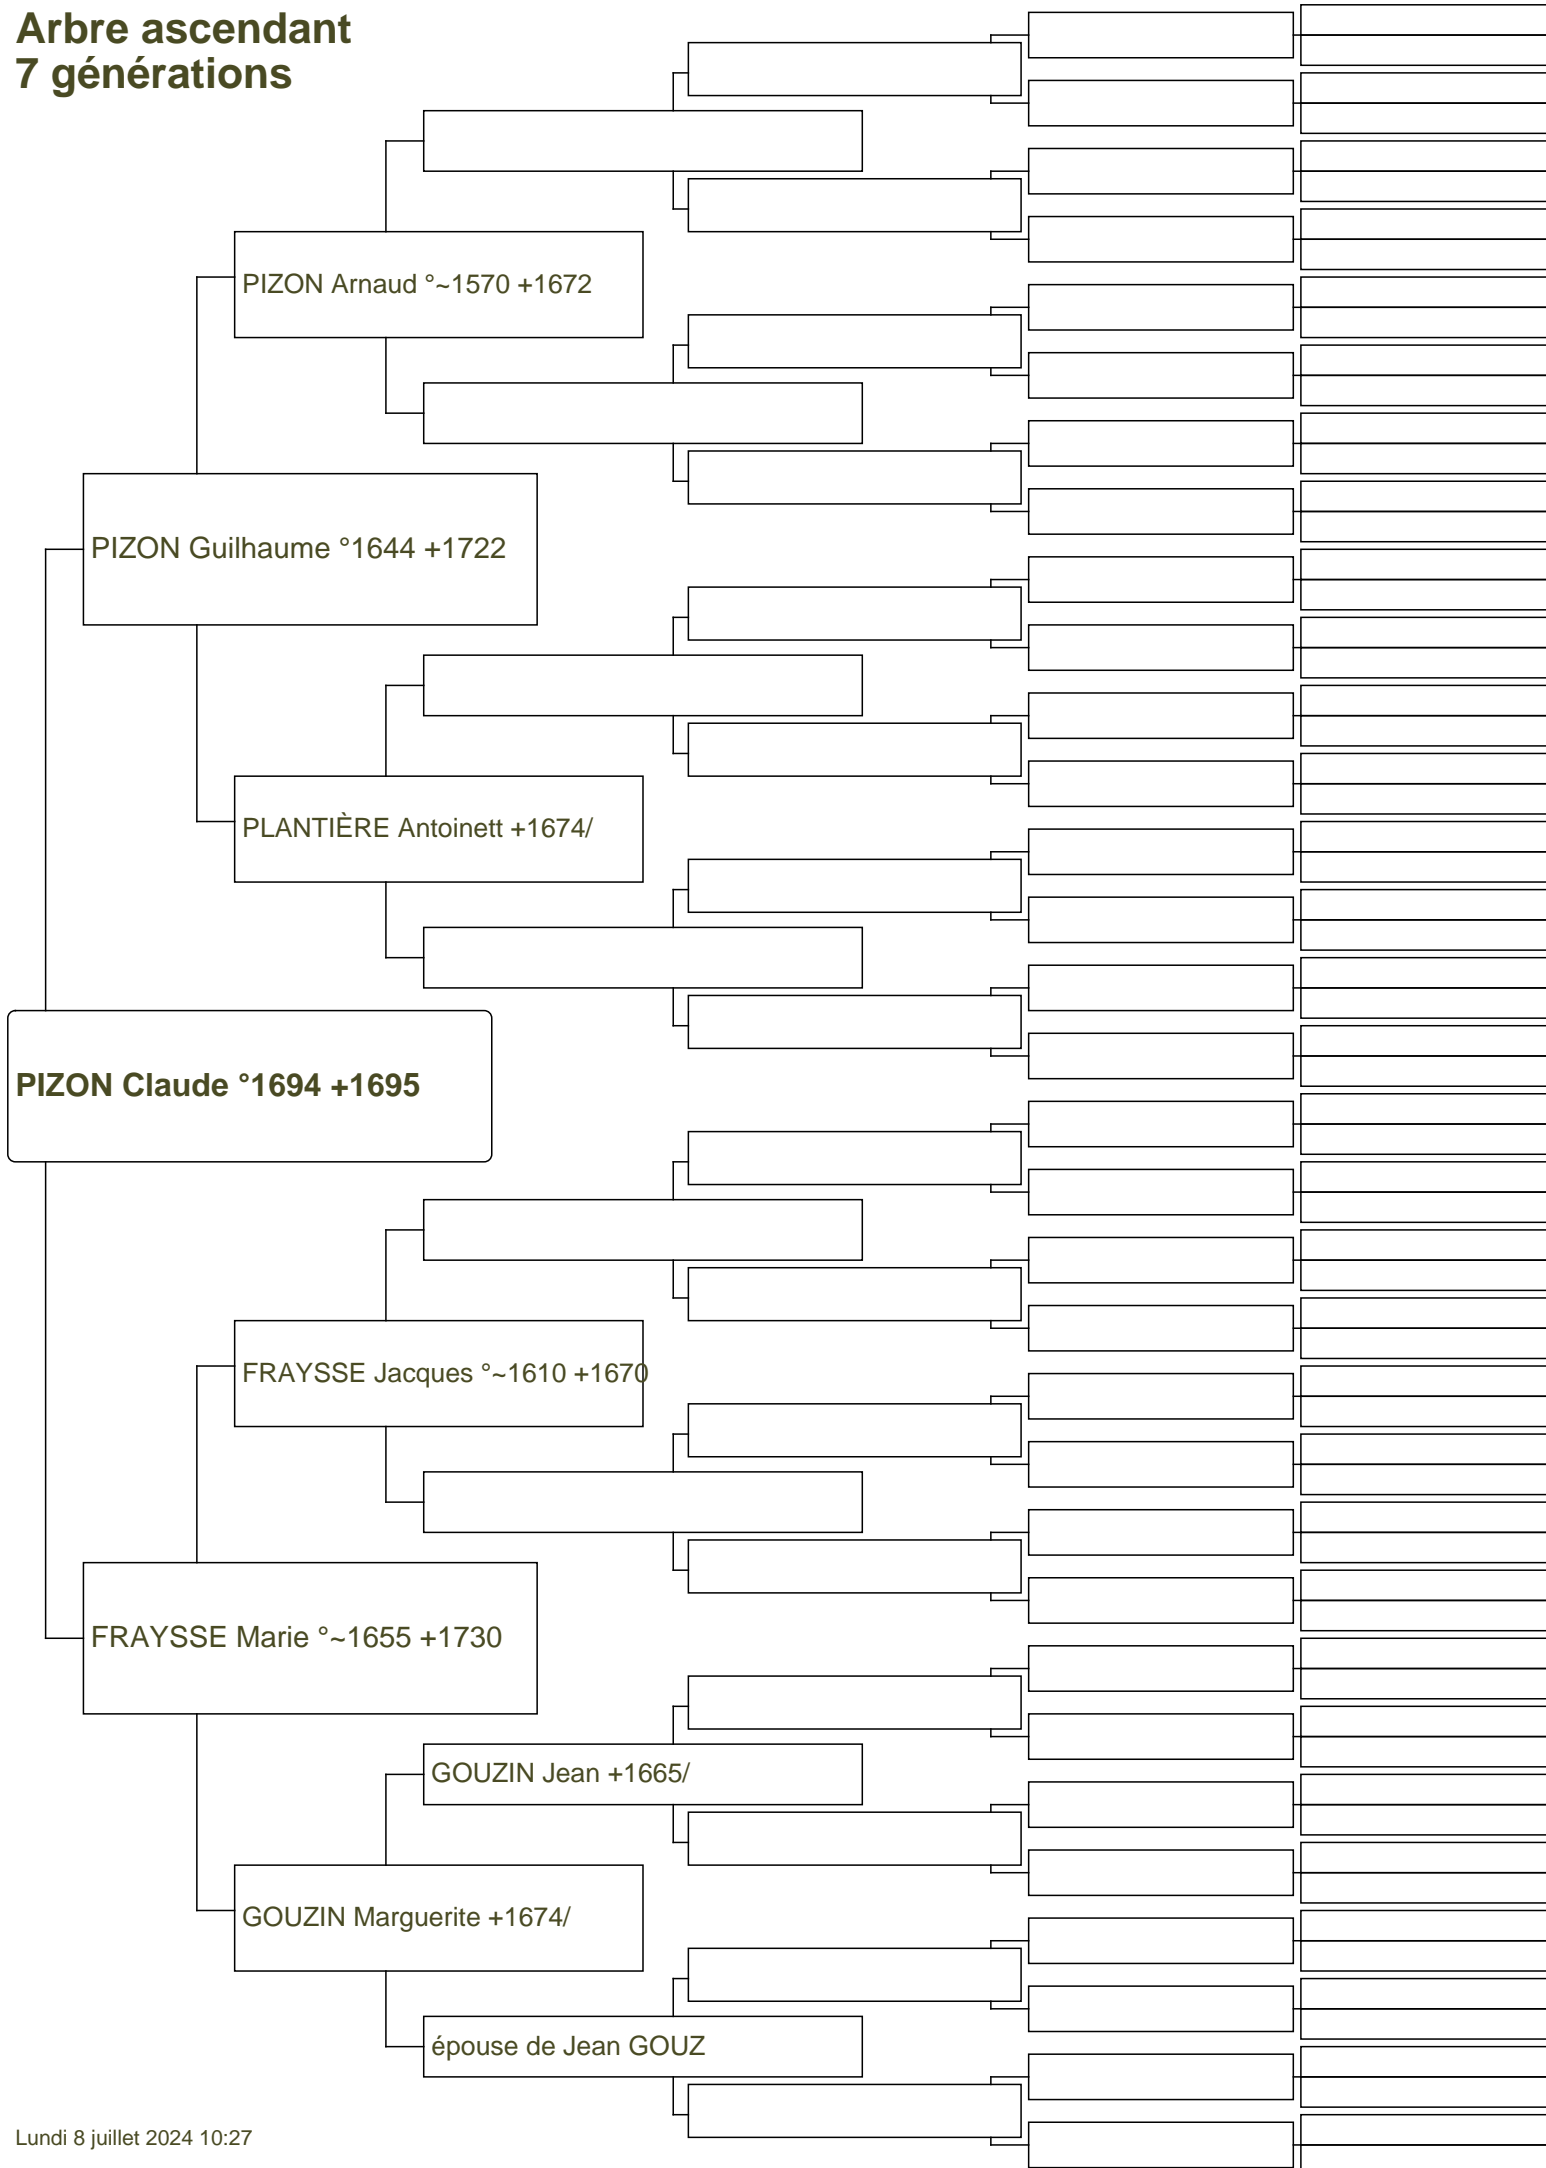 Arbre ascendant
7 générations
PIZON Arnaud °~1570 +1672
PIZON Guilhaume °1644 +1722
PLANTIÈRE Antoinett +1674/
PIZON Claude °1694 +1695
FRAYSSE Jacques °~1610 +1670
FRAYSSE Marie °~1655 +1730
GOUZIN Jean +1665/
GOUZIN Marguerite +1674/
épouse de Jean GOUZ
Lundi 8 juillet 2024 10:27